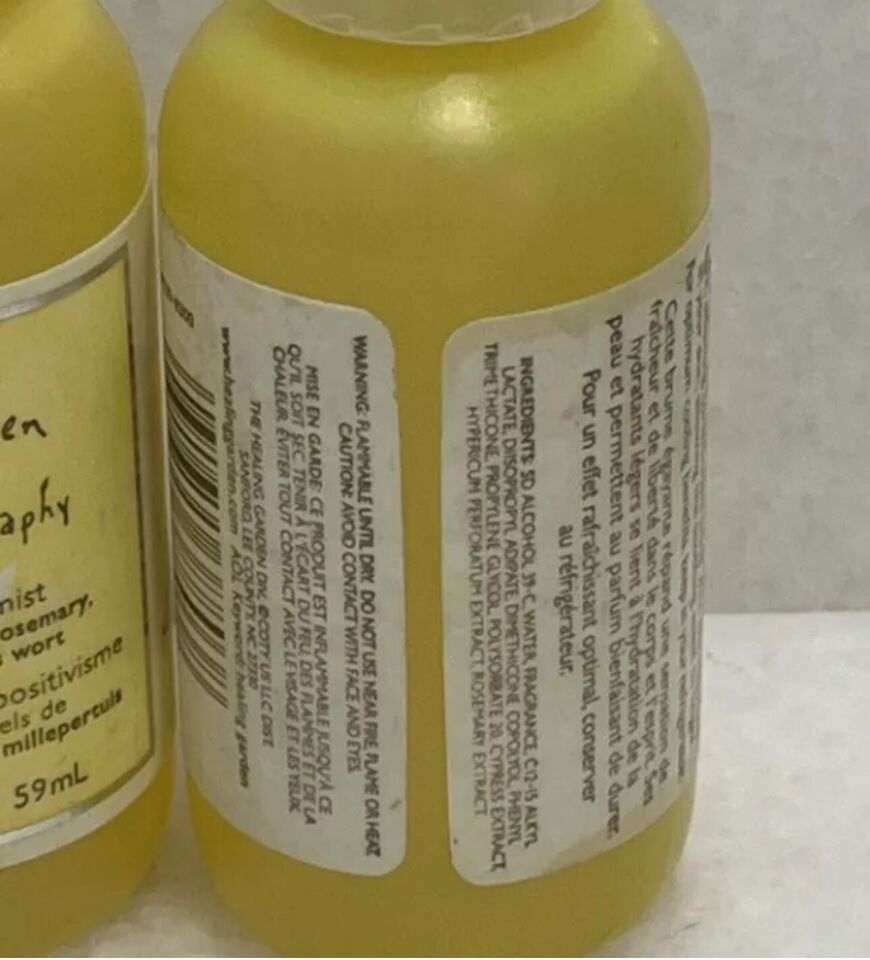 en
aphy
mist
osemary,
s wort
positivisme
els de
millepertuis
59mL
WARNING: FLAMMABLE UNTIL DRY. DO NOT USE NEAR FIRE, FLAME OR HEAT.
CAUTION: AVOID CONTACT WITH FACE AND EYES.
MISE EN GARDE: CE PRODUIT EST INFLAMMABLE JUSQU'À CE
QU'IL SOIT SEC. TENIR À L'ÉCART DU FEU, DES FLAMMES ET DE LA
CHALEUR. ÉVITER TOUT CONTACT AVEC LE VISAGE ET LES YEUX.
THE HEALING GARDEN DIV. ©COTY US LLC DIST.
SANFORD, LEE COUNTY, NC
www.healinggarden.com AOL Keyword: healing garden
Cette brume égayante répand une sensation de
fraîcheur et de liberté dans le corps et l'esprit. Ses
hydratants légers se lient à l'hydratation de la
peau et permettent au parfum bienfaisant de durer.
Pour un effet rafraîchissant optimal, conserver
au réfrigérateur.
INGREDIENTS: SD ALCOHOL 39-C, WATER, FRAGRANCE, C12-15 ALKYL
LACTATE, DIISOPROPYL ADIPATE, DIMETHICONE COPOLYOL, PHENYL
TRIMETHICONE, PROPYLENE GLYCOL, POLYSORBATE 20, CYPRESS EXTRACT,
HYPERICUM PERFORATUM EXTRACT, ROSEMARY EXTRACT